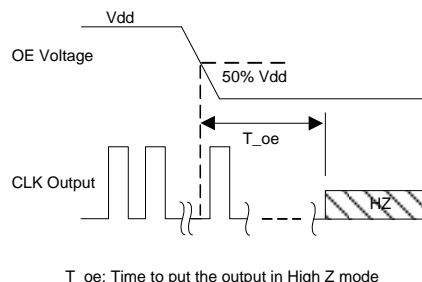 Vdd
OE Voltage
50% Vdd
T_oe
CLK Output
HZ
T_oe: Time to put the output in High Z mode